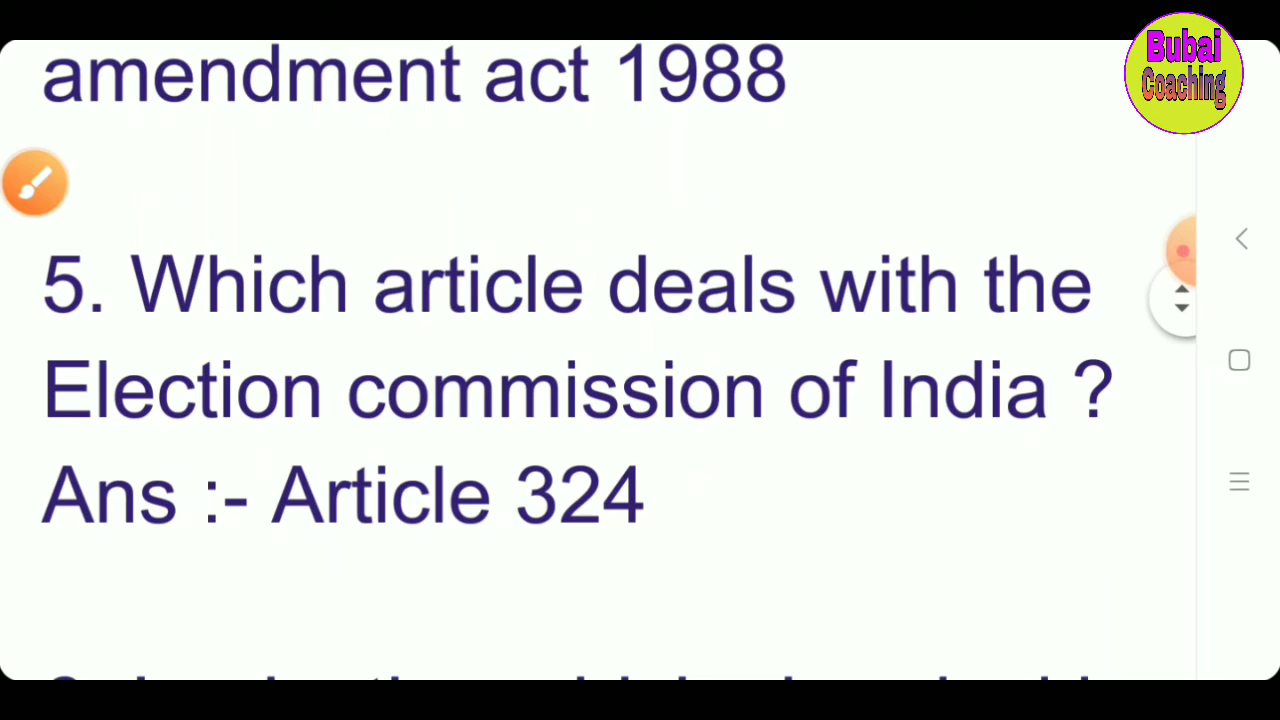 amendment act 1988
Bubai
Coaching
5. Which article deals with the
Election commission of India ?
Ans :- Article 324